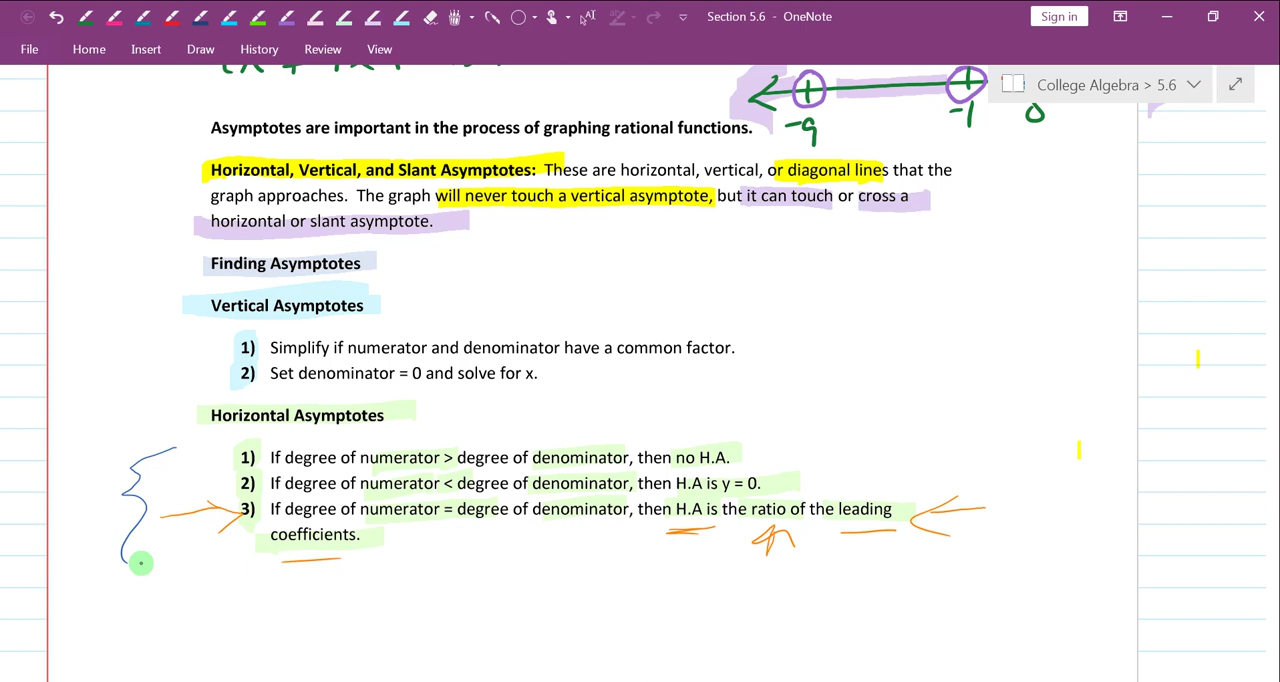 Section 5.6 - OneNote
Sign in
File Home Insert Draw History Review View
College Algebra > 5.6
-9 -1 0
Asymptotes are important in the process of graphing rational functions.
Horizontal, Vertical, and Slant Asymptotes: These are horizontal, vertical, or diagonal lines that the
graph approaches. The graph will never touch a vertical asymptote, but it can touch or cross a
horizontal or slant asymptote.
Finding Asymptotes
Vertical Asymptotes
1) Simplify if numerator and denominator have a common factor.
2) Set denominator = 0 and solve for x.
Horizontal Asymptotes
1) If degree of numerator > degree of denominator, then no H.A.
2) If degree of numerator < degree of denominator, then H.A is y = 0.
3) If degree of numerator = degree of denominator, then H.A is the ratio of the leading
coefficients.